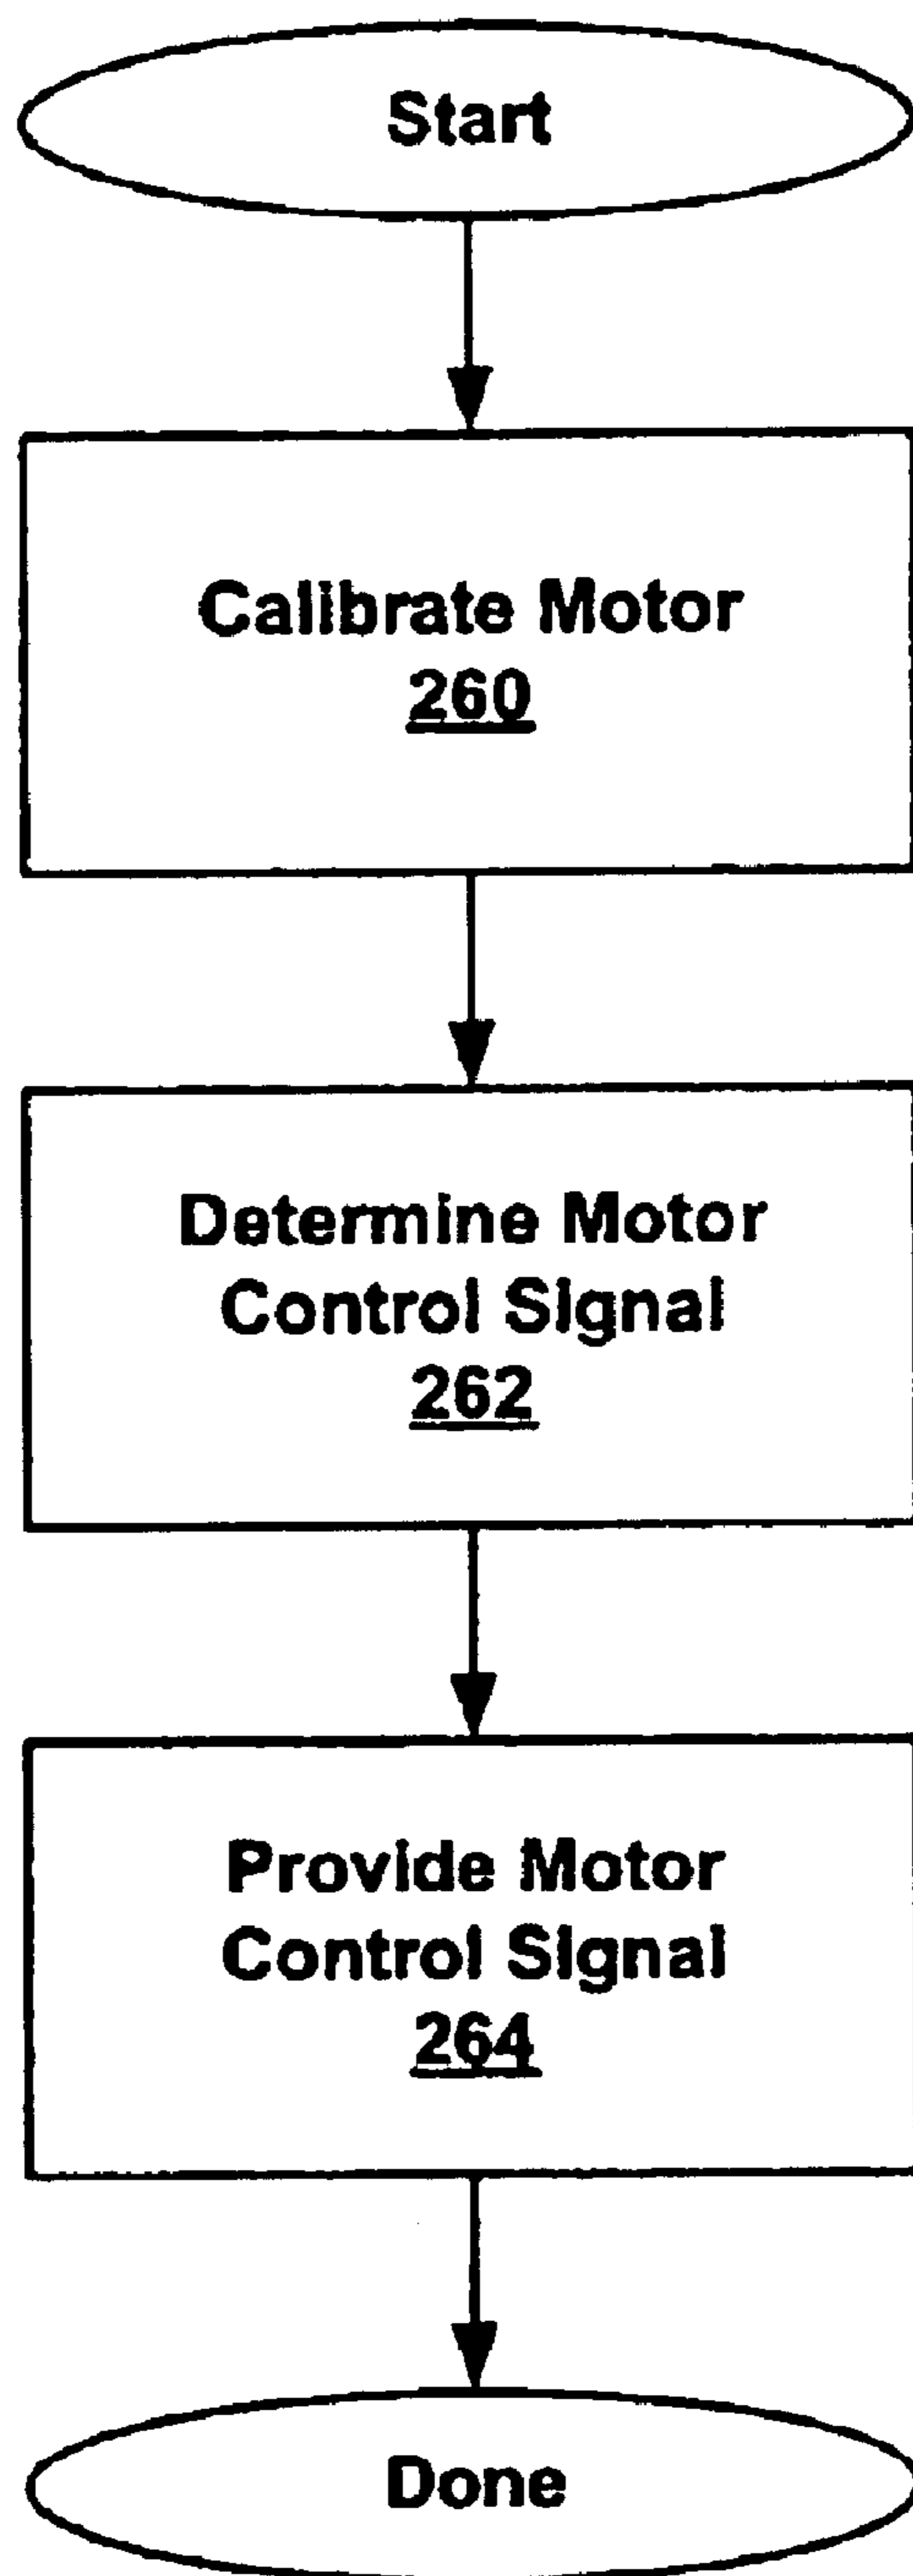 Start
Calibrate Motor
260
Determine Motor
Control Signal
262
Provide Motor
Control Signal
264
Done